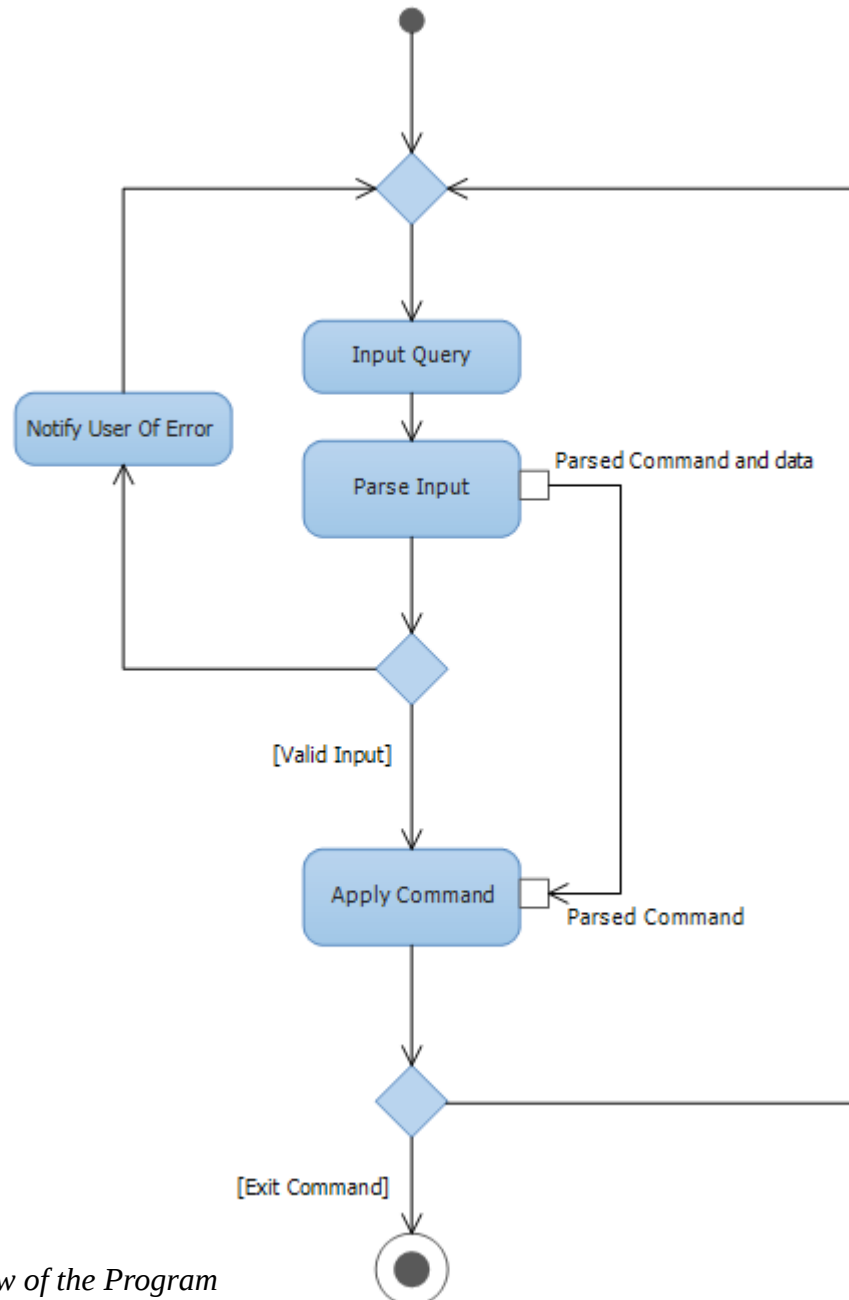 Input Query
Notify User Of Error
Parsed Command and data
Parse Input
[Valid Input]
Apply Command
Parsed Command
[Exit Command]
of the Program